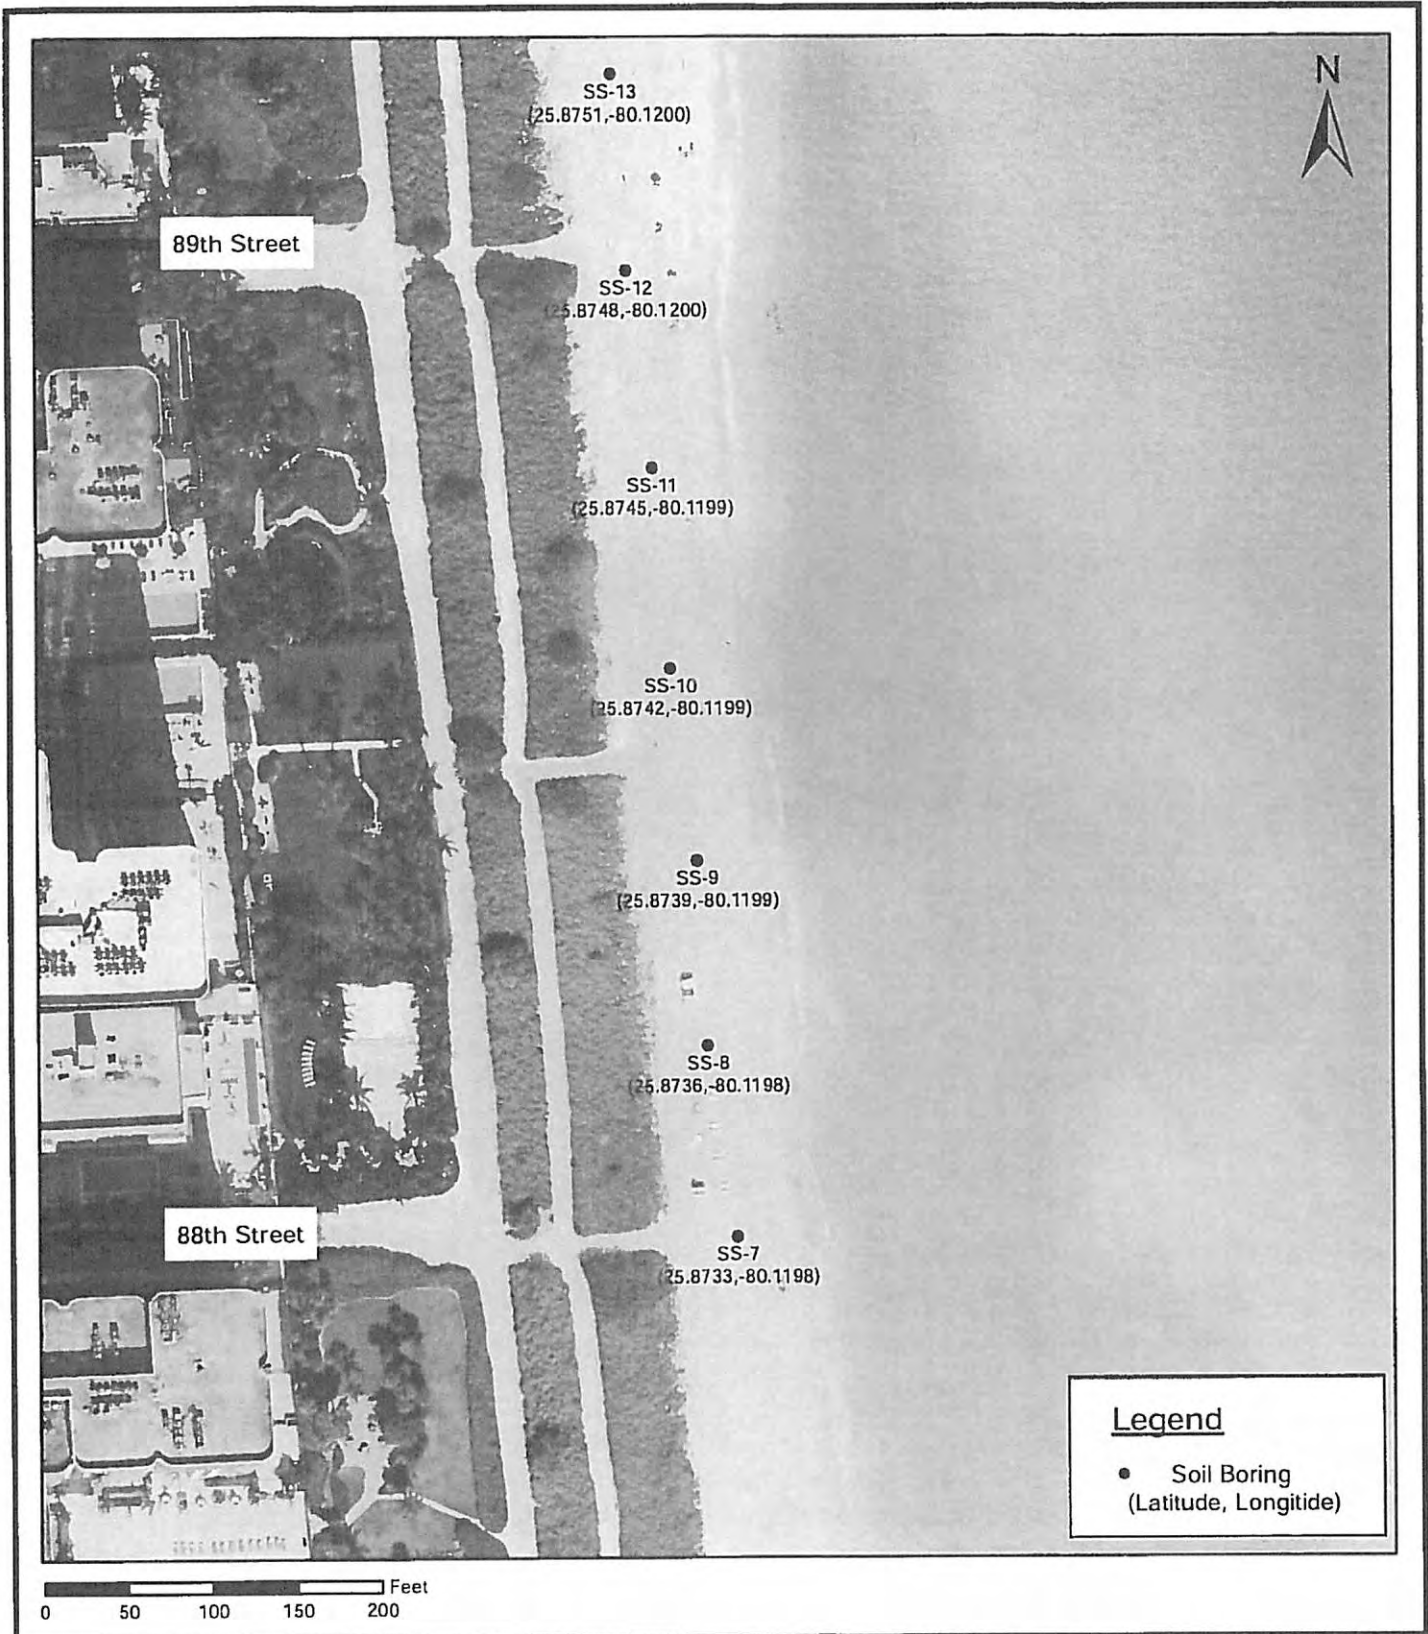 N
SS-13
(25.8751,-80.1200)
89th Street
SS-12
(25.8748,-80.1200)
SS-11
(25.8745,-80.1199)
SS-10
(25.8742,-80.1199)
SS-9
(25.8739,-80.1199)
SS-8
(25.8736,-80.1198)
88th Street
SS-7
(25.8733,-80.1198)
Legend
Soil Boring
(Latitude, Longitide)
Feet
0 50 100 150 200